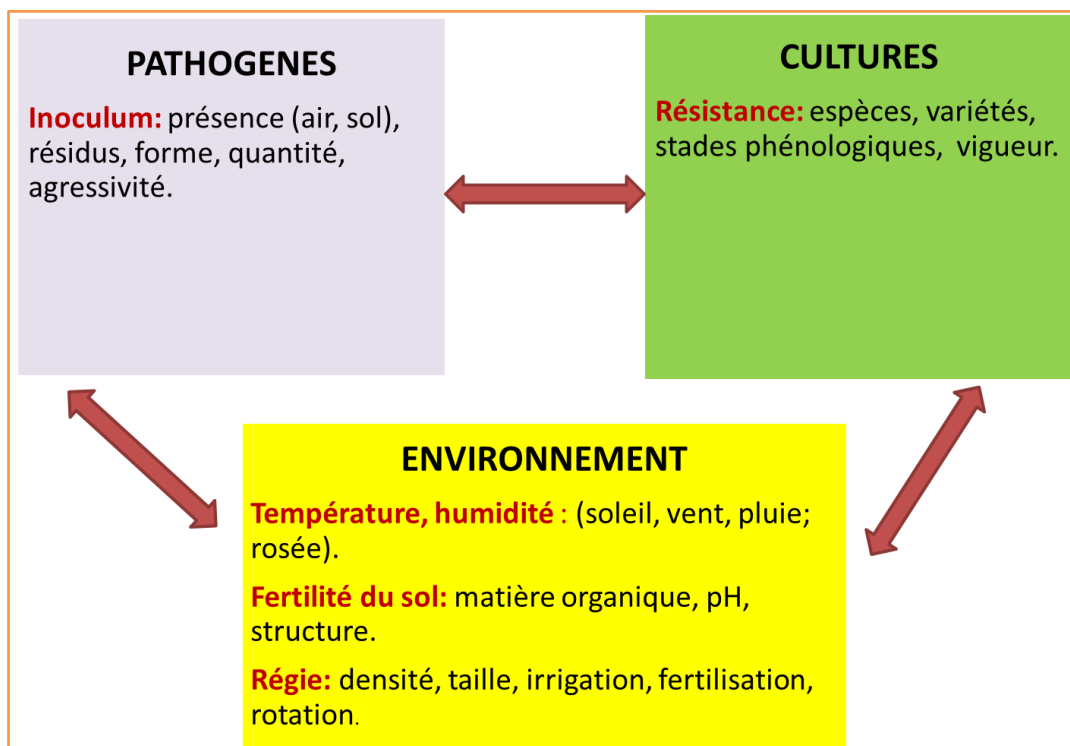 PATHOGENES
Inoculum: présence (air, sol),
résidus, forme, quantité,
agressivité.
CULTURES
Résistance: espèces, variétés,
stades phénologiques, vigueur.
ENVIRONNEMENT
Température, humidité : (soleil, vent, pluie;
rosée).
Fertilité du sol: matière organique, pH,
structure.
Régie: densité, taille, irrigation, fertilisation,
rotation.